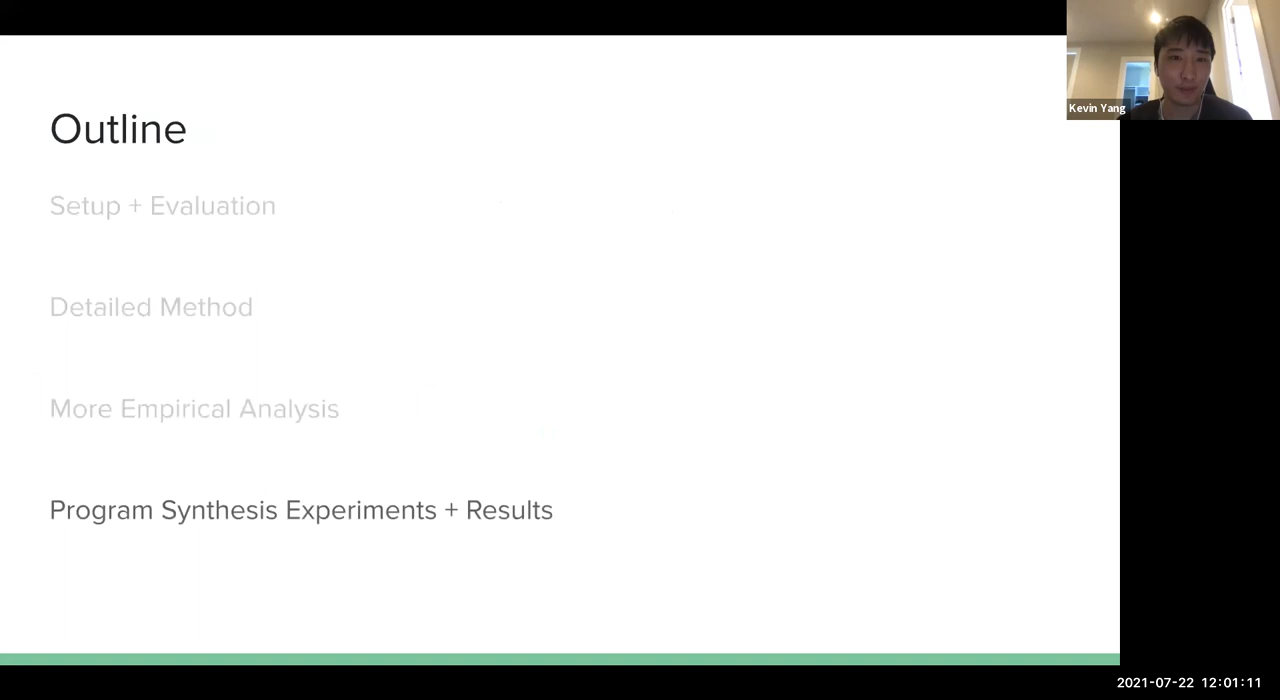 Kevin Yang
Outline
Setup + Evaluation
Detailed Method
More Empirical Analysis
Program Synthesis Experiments + Results
2021-07-22 12:01:11